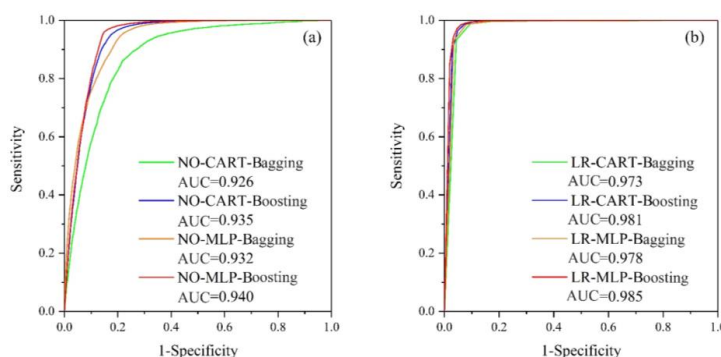 (a)
Sensitivity
1.0
0.8
0.6
0.4
0.2
0.0
NO-CART-Bagging
AUC=0.926
NO-CART-Boosting
AUC=0.935
NO-MLP-Bagging
AUC=0.932
NO-MLP-Boosting
AUC=0.940
0.0 0.2 0.4 0.6 0.8 1.0
1-Specificity
(b)
Sensitivity
1.0
0.8
0.6
0.4
0.2
0.0
LR-CART-Bagging
AUC=0.973
LR-CART-Boosting
AUC=0.981
LR-MLP-Bagging
AUC=0.978
LR-MLP-Boosting
AUC=0.985
0.0 0.2 0.4 0.6 0.8 1.0
1-Specificity